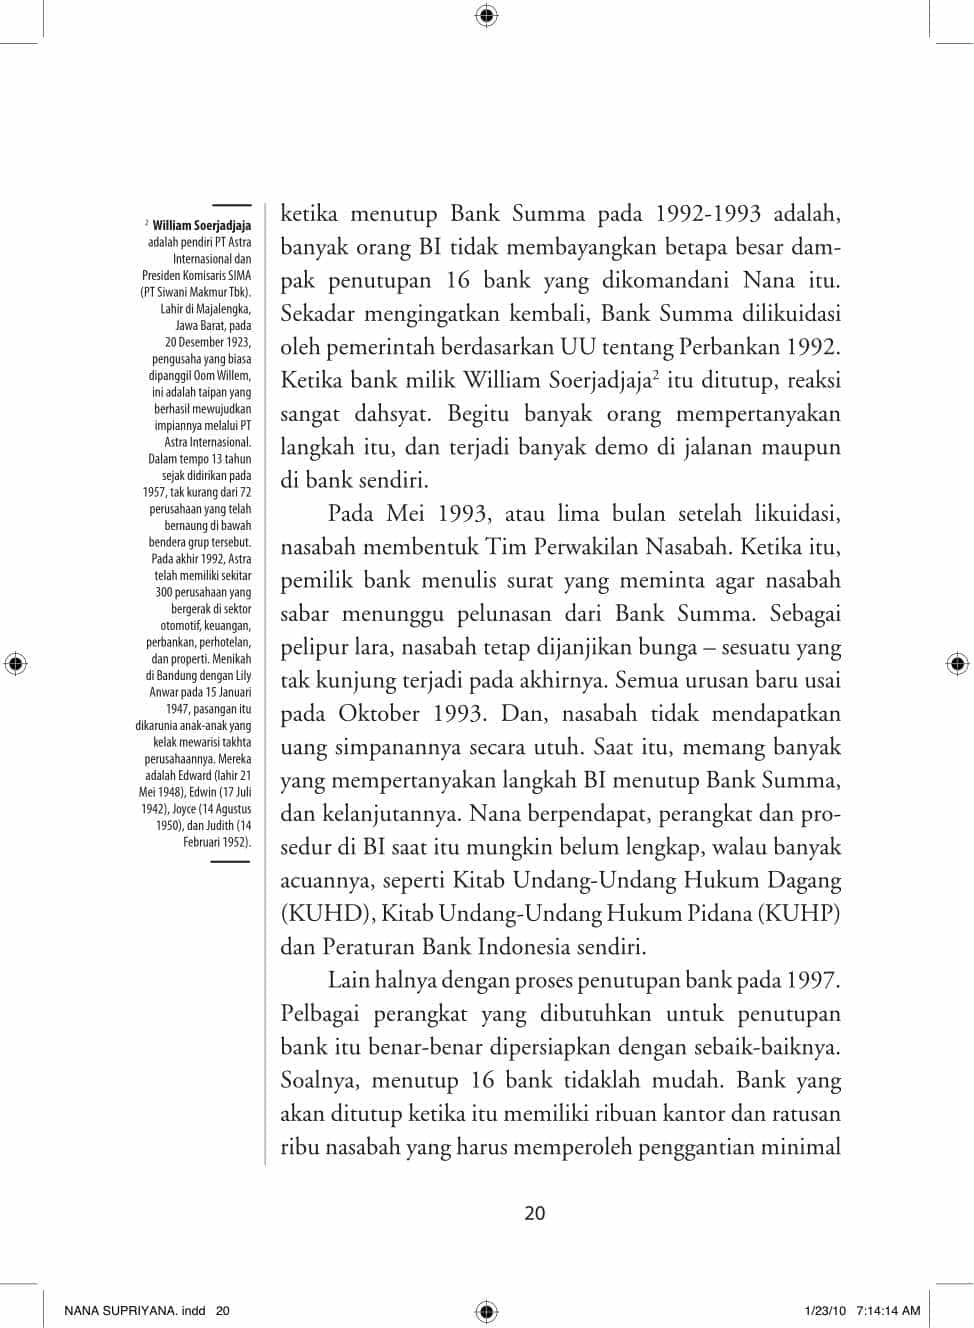 ² William Soerjadjaja
adalah pendiri PT Astra
Internasional dan
Presiden Komisaris SIMA
(PT Siwani Makmur Tbk).
Lahir di Majalengka,
Jawa Barat, pada
20 Desember 1923,
pengusaha yang biasa
dipanggil Oom Willem,
ini adalah taipan yang
berhasil mewujudkan
impiannya melalui PT
Astra Internasional.
Dalam tempo 13 tahun
sejak didirikan pada
1957, tak kurang dari 72
perusahaan yang telah
bernaung di bawah
bendera grup tersebut.
Pada akhir 1992, Astra
telah memiliki sekitar
300 perusahaan yang
bergerak di sektor
otomotif, keuangan,
perbankan, perhotelan,
dan properti. Menikah
di Bandung dengan Lily
Anwar pada 15 Januari
1947, pasangan itu
dikarunia anak-anak yang
kelak mewarisi takhta
perusahaannya. Mereka
adalah Edward (lahir 21
Mei 1948), Edwin (17 Juli
1942), Joyce (14 Agustus
1950), dan Judith (14
Februari 1952).
ketika menutup Bank Summa pada 1992-1993 adalah,
banyak orang BI tidak membayangkan betapa besar dam-
pak penutupan 16 bank yang dikomandani Nana itu.
Sekadar mengingatkan kembali, Bank Summa dilikuidasi
oleh pemerintah berdasarkan UU tentang Perbankan 1992.
Ketika bank milik William Soerjadjaja² itu ditutup, reaksi
sangat dahsyat. Begitu banyak orang mempertanyakan
langkah itu, dan terjadi banyak demo di jalanan maupun
di bank sendiri.
Pada Mei 1993, atau lima bulan setelah likuidasi,
nasabah membentuk Tim Perwakilan Nasabah. Ketika itu,
pemilik bank menulis surat yang meminta agar nasabah
sabar menunggu pelunasan dari Bank Summa. Sebagai
pelipur lara, nasabah tetap dijanjikan bunga – sesuatu yang
tak kunjung terjadi pada akhirnya. Semua urusan baru usai
pada Oktober 1993. Dan, nasabah tidak mendapatkan
uang simpanannya secara utuh. Saat itu, memang banyak
yang mempertanyakan langkah BI menutup Bank Summa,
dan kelanjutannya. Nana berpendapat, perangkat dan pro-
sedur di BI saat itu mungkin belum lengkap, walau banyak
acuannya, seperti Kitab Undang-Undang Hukum Dagang
(KUHD), Kitab Undang-Undang Hukum Pidana (KUHP)
dan Peraturan Bank Indonesia sendiri.
Lain halnya dengan proses penutupan bank pada 1997.
Pelbagai perangkat yang dibutuhkan untuk penutupan
bank itu benar-benar dipersiapkan dengan sebaik-baiknya.
Soalnya, menutup 16 bank tidaklah mudah. Bank yang
akan ditutup ketika itu memiliki ribuan kantor dan ratusan
ribu nasabah yang harus memperoleh penggantian minimal
20
NANA SUPRIYANA. indd 20
1/23/10 7:14:14 AM